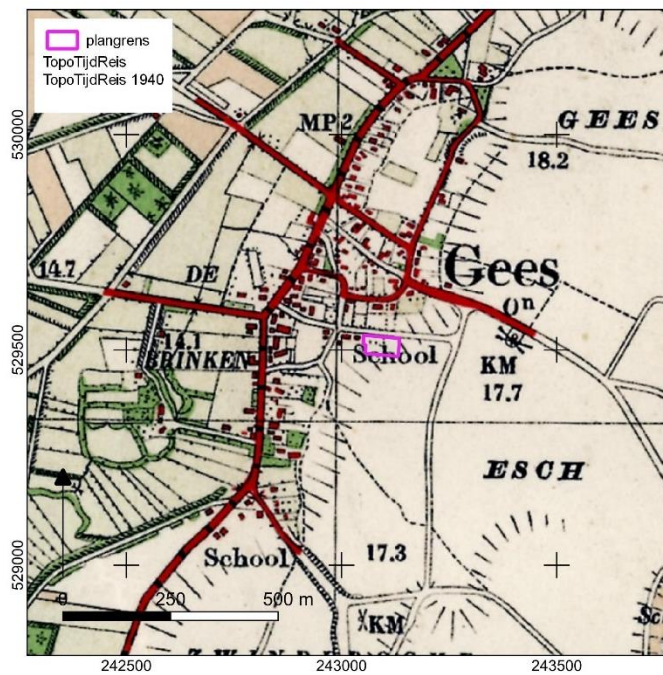 plangrens
TopoTijdReis
TopoTijdReis 1940
MP.2
GEES
18.2
530000
14.7
DE
Gees
On
14.1
BRINKEN
School
KM
17.7
529500
ESCH
School
17.3
KM
529000
0 250 500 m
242500 243000 243500